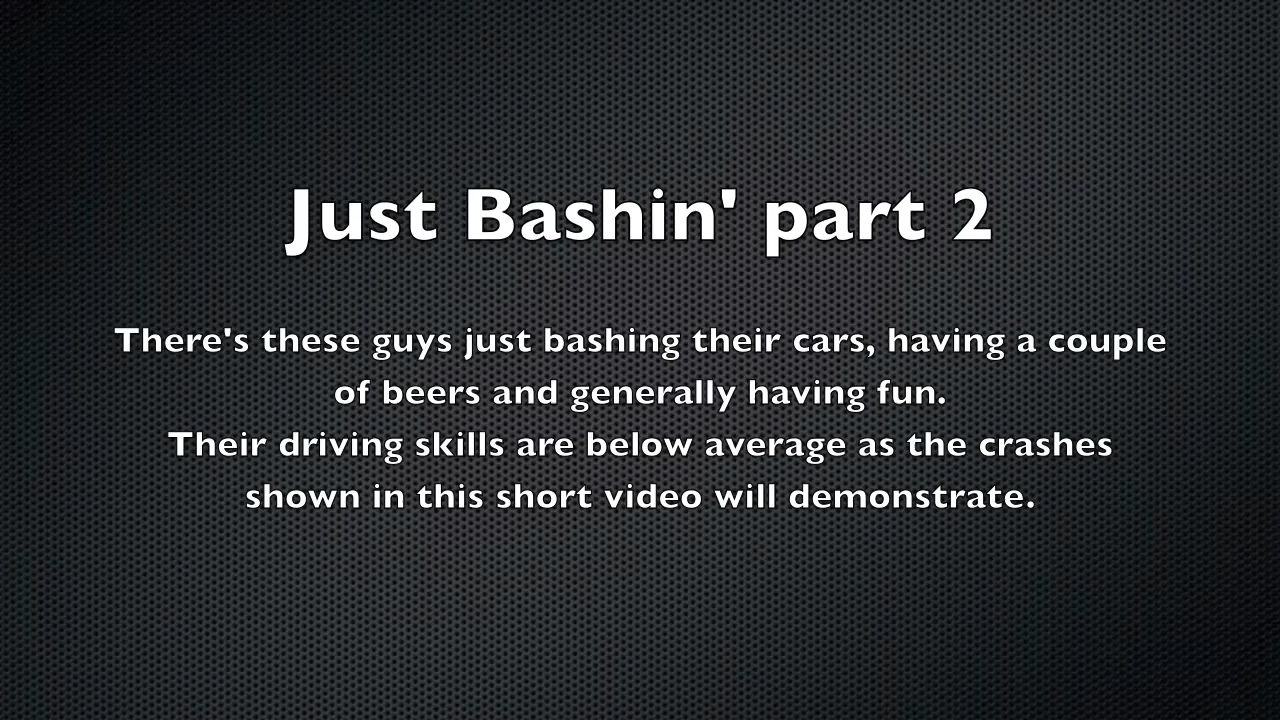 Just Bashin' part 2
There's these guys just bashing their cars, having a couple
of beers and generally having fun.
Their driving skills are below average as the crashes
shown in this short video will demonstrate.